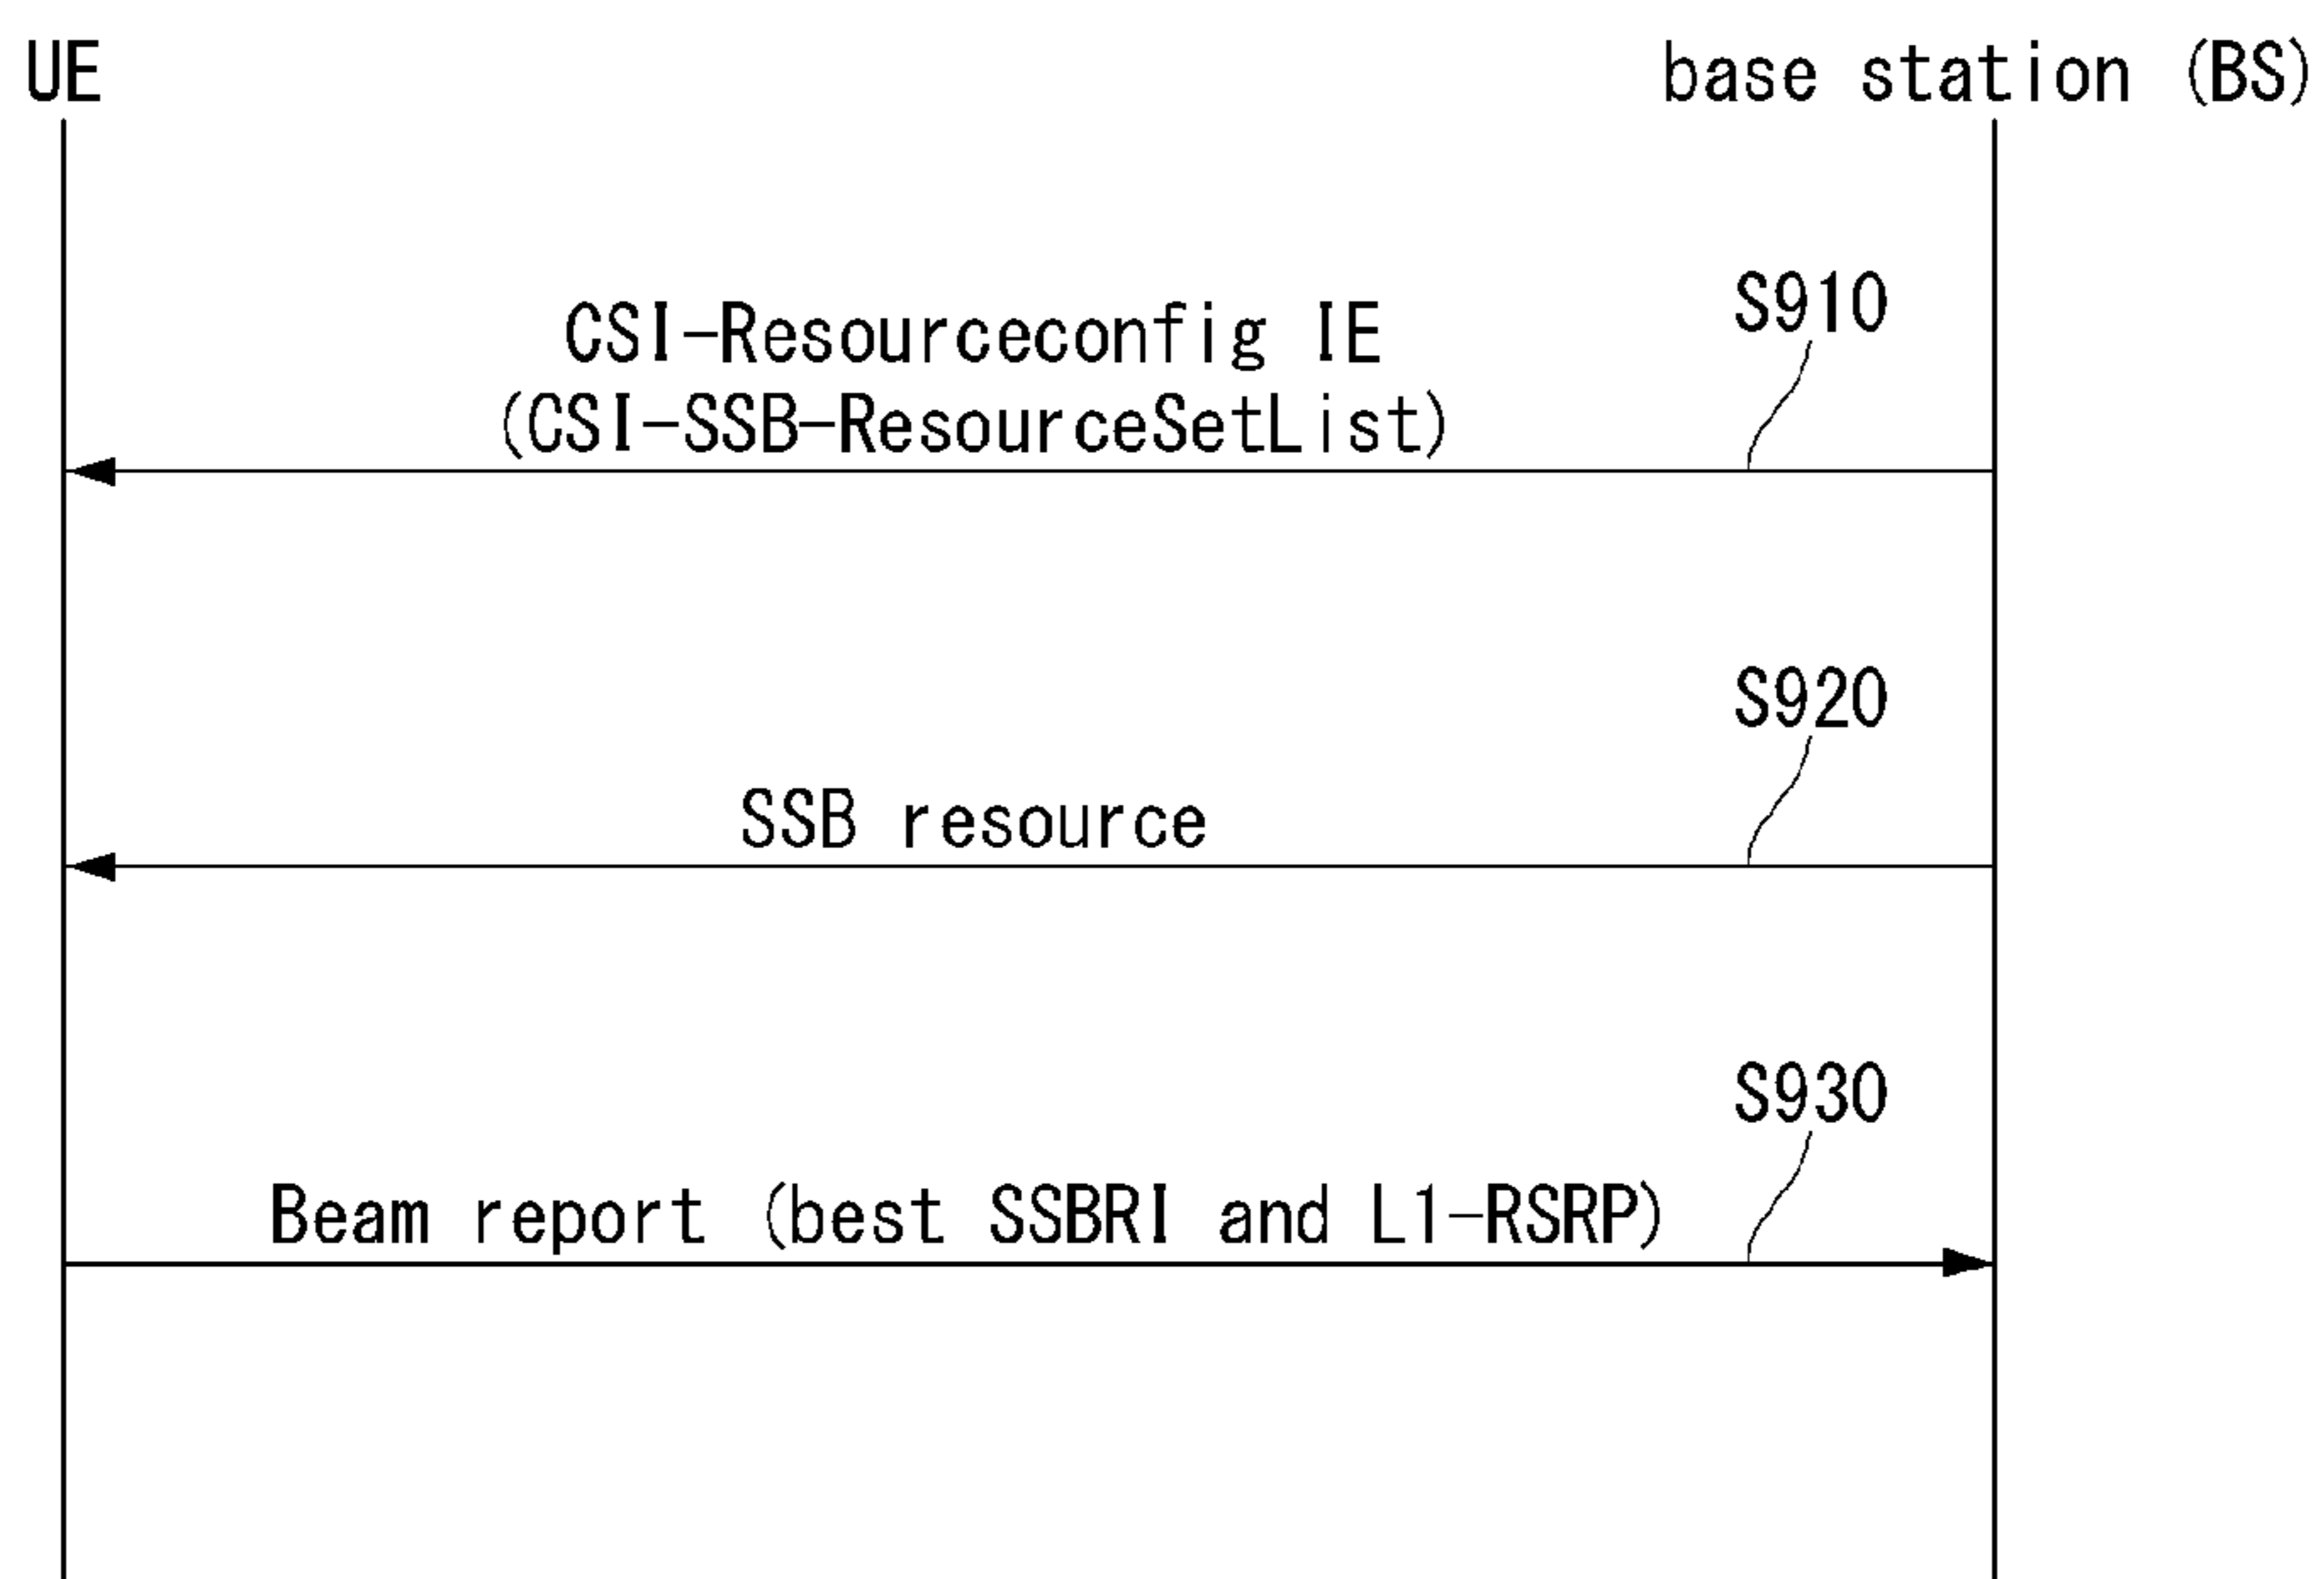 UE
base station (BS)
S910
CSI-Resourceconfig IE
(CSI-SSB-ResourceSetList)
S920
SSB resource
S930
Beam report (best SSBRI and L1-RSRP)